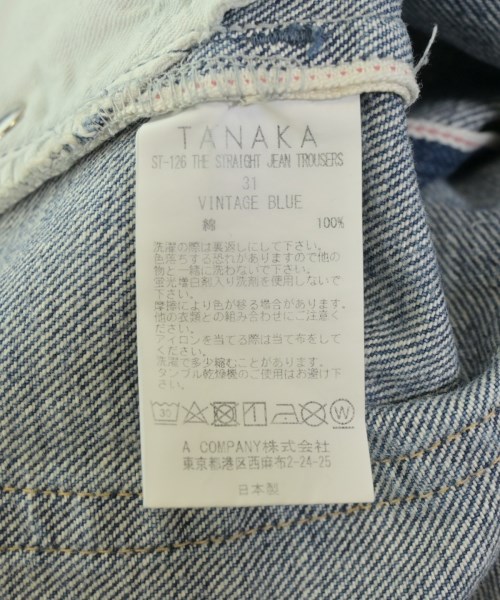 TANAKA
ST-126 THE STRAIGHT JEAN TROUSERS
31
VINTAGE BLUE
綿 100%
洗濯の際は裏返しにして下さい。
色落ちする恐れがありますので他の
物と一緒に洗わないで下さい。
蛍光増白剤入り洗剤を使用しないで
下さい。
摩擦により色が移る場合があります。
他の衣類との組み合わせにご注意く
ださい。
アイロンを当てる際は当て布をして
ください。
洗濯で多少縮むことがあります。
タンブル乾燥機のご使用はお避け下
さい。
30
W
A COMPANY株式会社
東京都港区西麻布2-24-25
日本製